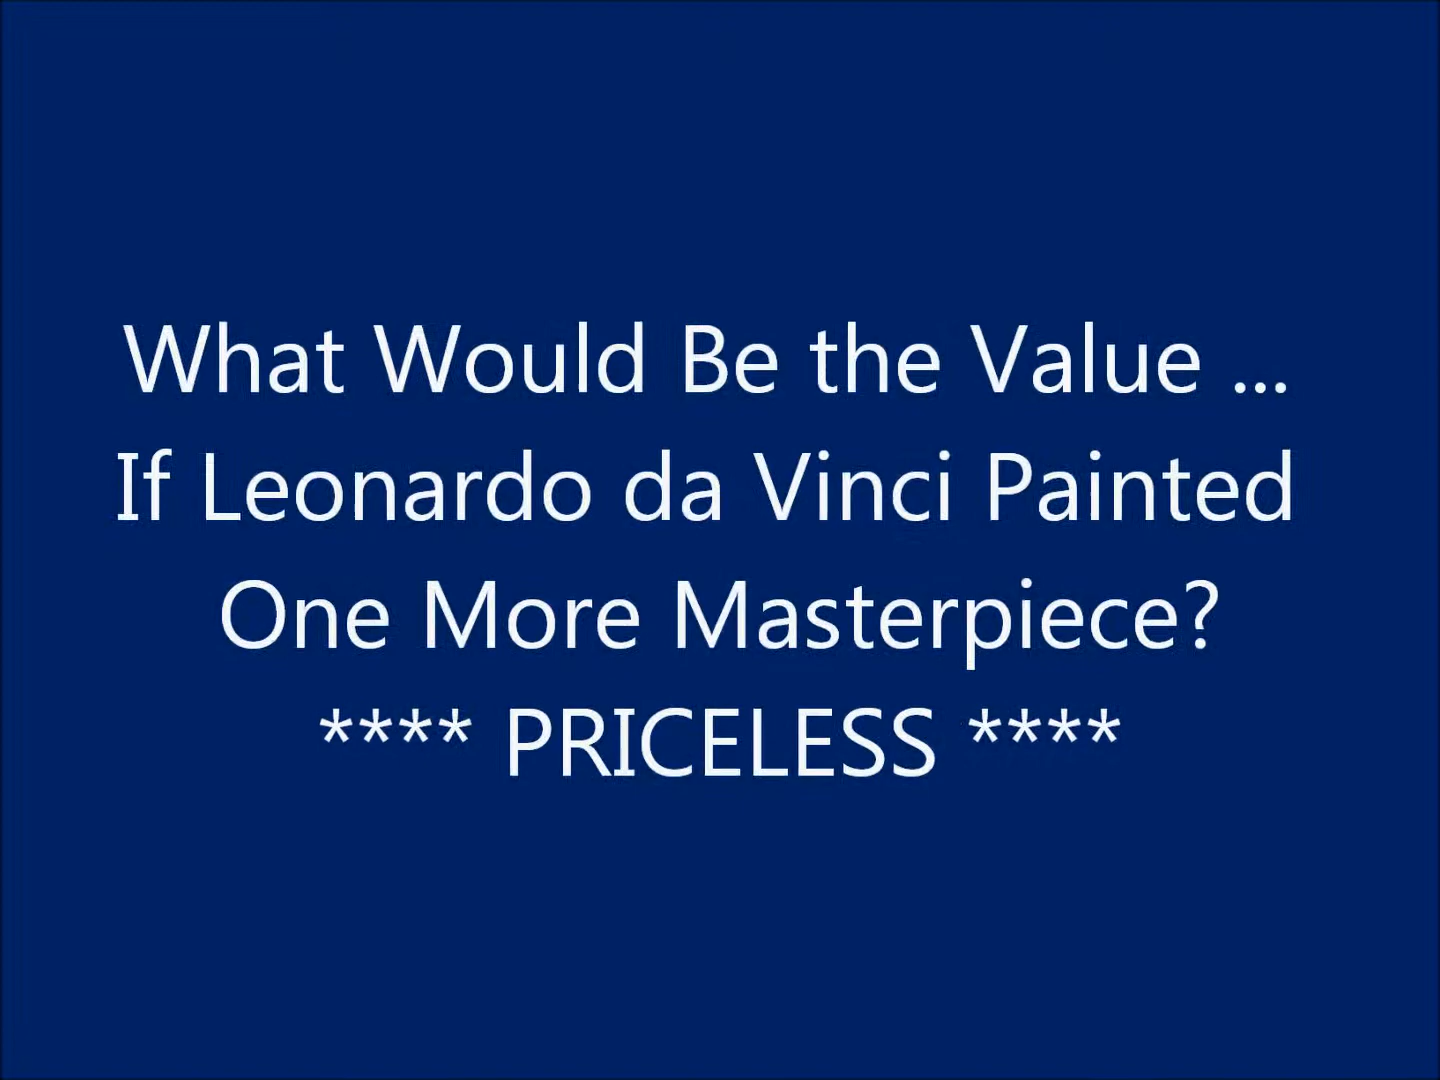 What Would Be the Value ...
If Leonardo da Vinci Painted
One More Masterpiece?
**** PRICELESS ****